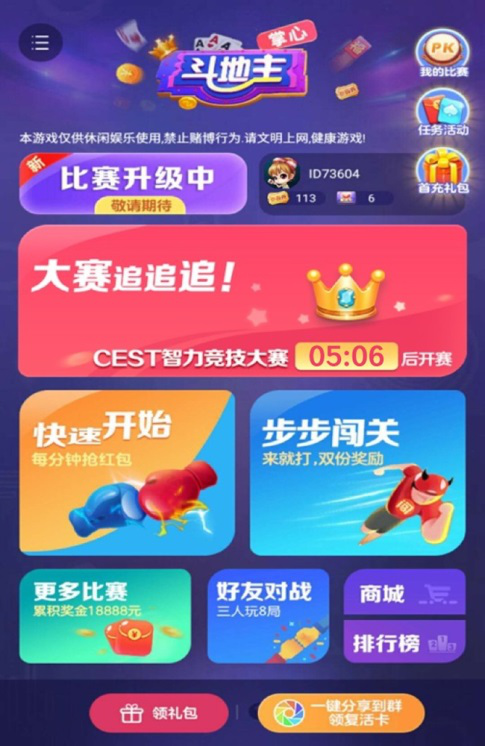 掌心
斗地主
PK
我的比赛
任务活动
首充礼包
本游戏仅供休闲娱乐使用,禁止赌博行为.请文明上网,健康游戏!
新
比赛升级中
敬请期待
ID73604
113
6
大赛追追追!
CEST智力竞技大赛 05:06 后开赛
快速开始
每分钟抢红包
步步闯关
来就打,双份奖励
闯
更多比赛
累积奖金18888元
好友对战
三人玩8局
商城
排行榜
领礼包
一键分享到群
领复活卡